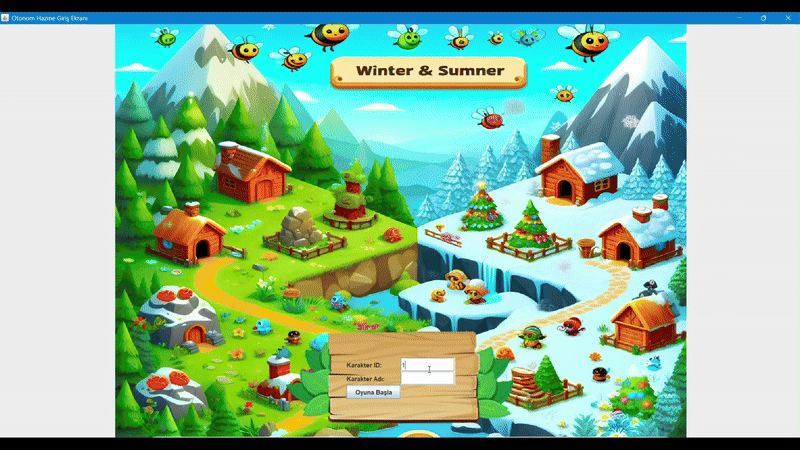 Otonom Hazine Giriş Ekranı
Winter & Sumner
Karakter ID:
1
Karakter Adı:
Oyuna Başla